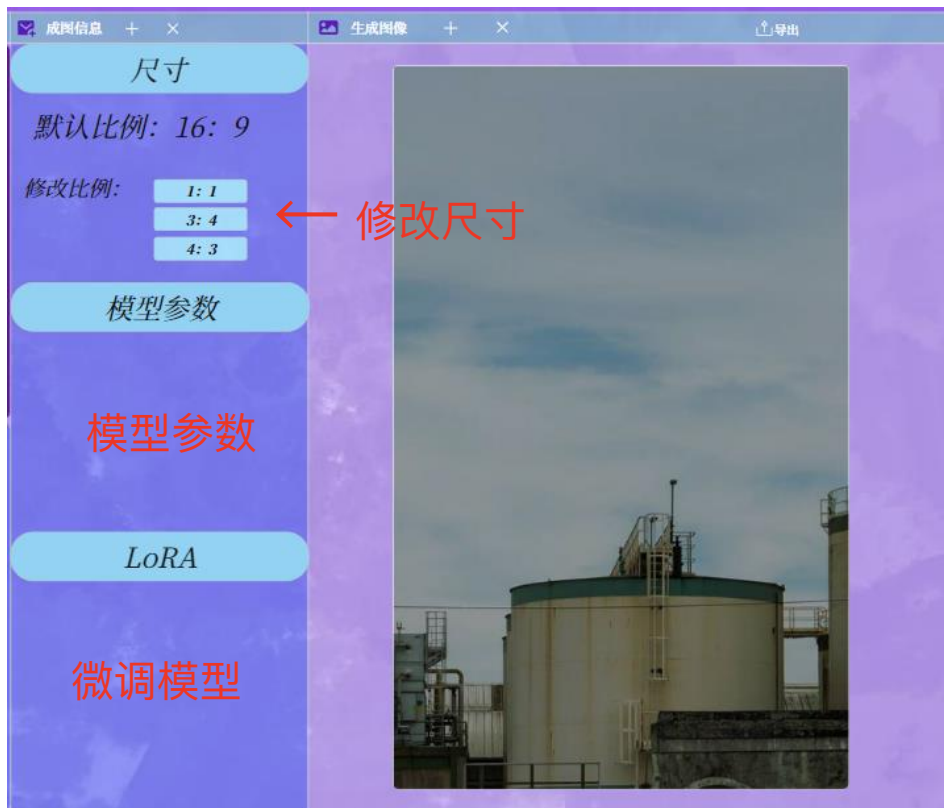 成图信息
生成图像
导出
尺寸
默认比例：16：9
修改比例：
1：1
3：4
4：3
← 修改尺寸
模型参数
模型参数
LoRA
微调模型